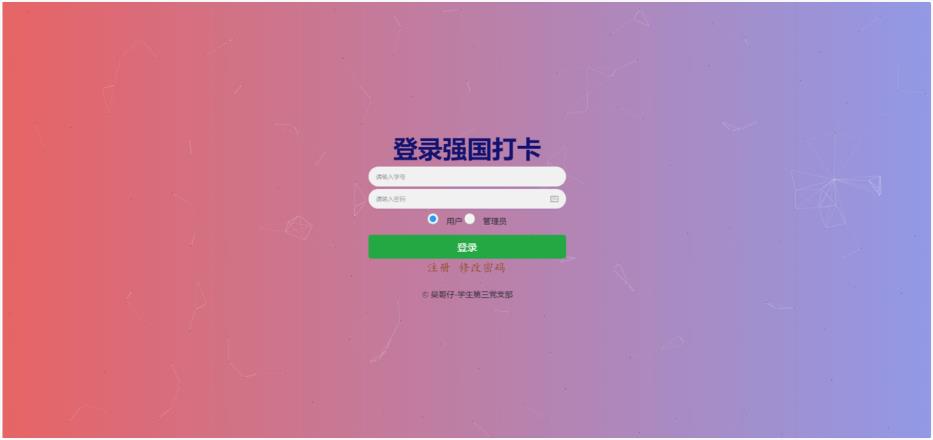 登录强国打卡
请输入学号
请输入密码
用户 管理员
登录
注册 修改密码
© 吴哥仔-学生第三党支部